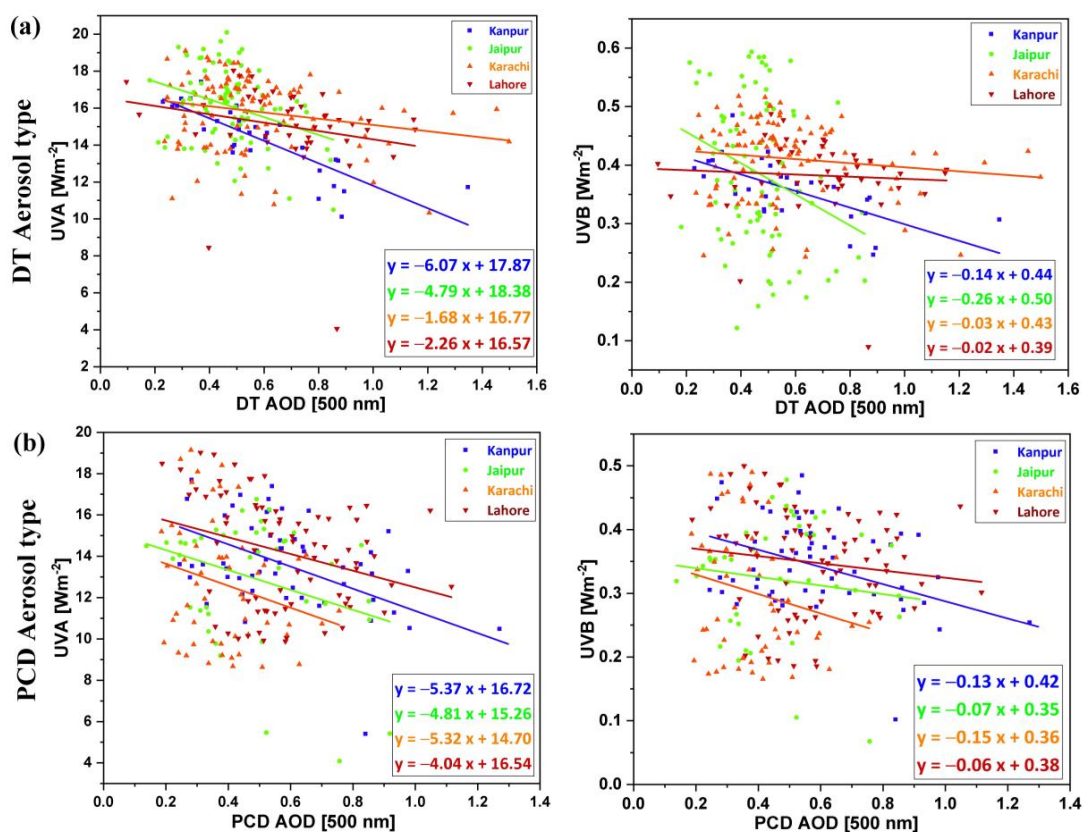 (a)
DT Aerosol type
UVA [Wm-2]
20
18
16
14
12
10
8
6
4
2
Kanpur
Jaipur
Karachi
Lahore
y = −6.07 x + 17.87
y = −4.79 x + 18.38
y = −1.68 x + 16.77
y = −2.26 x + 16.57
0.0 0.2 0.4 0.6 0.8 1.0 1.2 1.4 1.6
DT AOD [500 nm]
UVB [Wm-2]
0.6
0.5
0.4
0.3
0.2
0.1
Kanpur
Jaipur
Karachi
Lahore
y = −0.14 x + 0.44
y = −0.26 x + 0.50
y = −0.03 x + 0.43
y = −0.02 x + 0.39
0.0 0.2 0.4 0.6 0.8 1.0 1.2 1.4 1.6
DT AOD [500 nm]
(b)
PCD Aerosol type
UVA [Wm-2]
20
18
16
14
12
10
8
6
4
Kanpur
Jaipur
Karachi
Lahore
y = −5.37 x + 16.72
y = −4.81 x + 15.26
y = −5.32 x + 14.70
y = −4.04 x + 16.54
0.0 0.2 0.4 0.6 0.8 1.0 1.2 1.4
PCD AOD [500 nm]
UVB [Wm-2]
0.5
0.4
0.3
0.2
0.1
0.0
Kanpur
Jaipur
Karachi
Lahore
y = −0.13 x + 0.42
y = −0.07 x + 0.35
y = −0.15 x + 0.36
y = −0.06 x + 0.38
0.0 0.2 0.4 0.6 0.8 1.0 1.2 1.4
PCD AOD [500 nm]